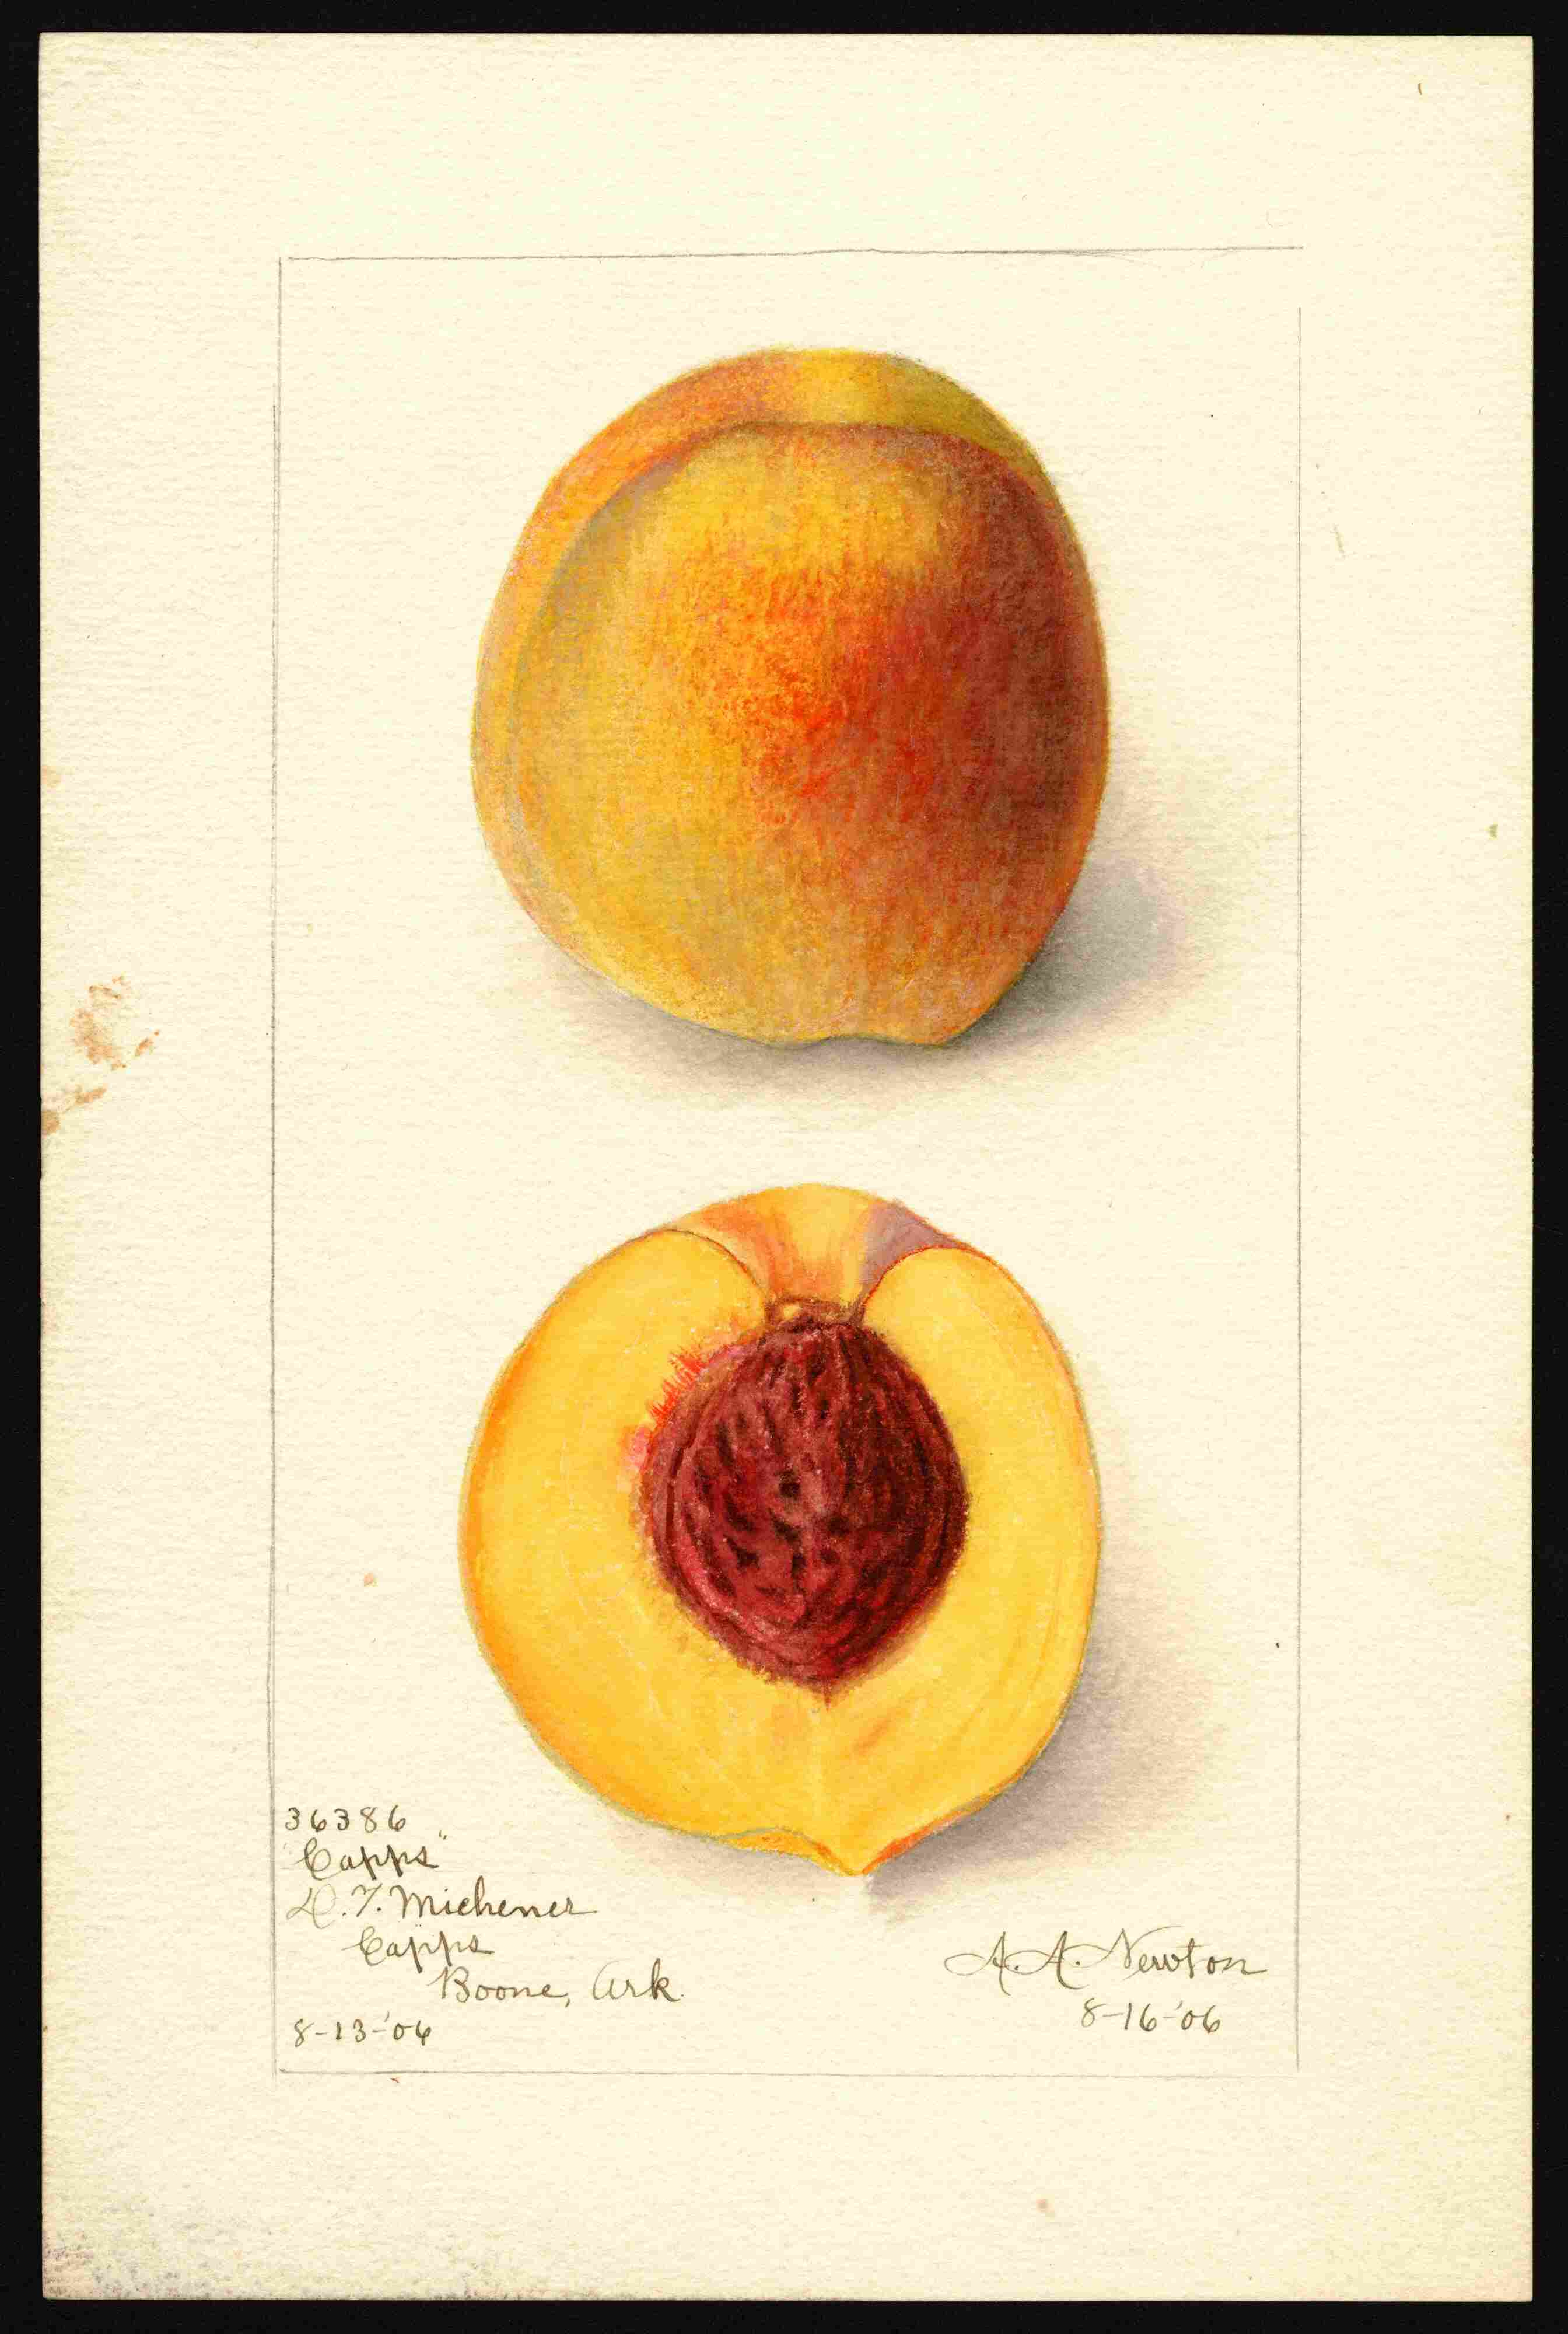 36386
"Capps"
D. F. Michener
Capps
Boone, Ark.
8-13-'06
A. A. Newton
8-16-'06